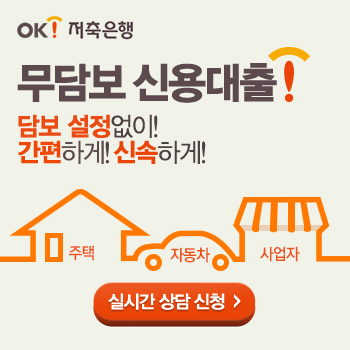 OK! 저축은행
무담보 신용대출!
담보 설정없이!
간편하게! 신속하게!
주택
자동차
사업자
실시간 상담 신청 >